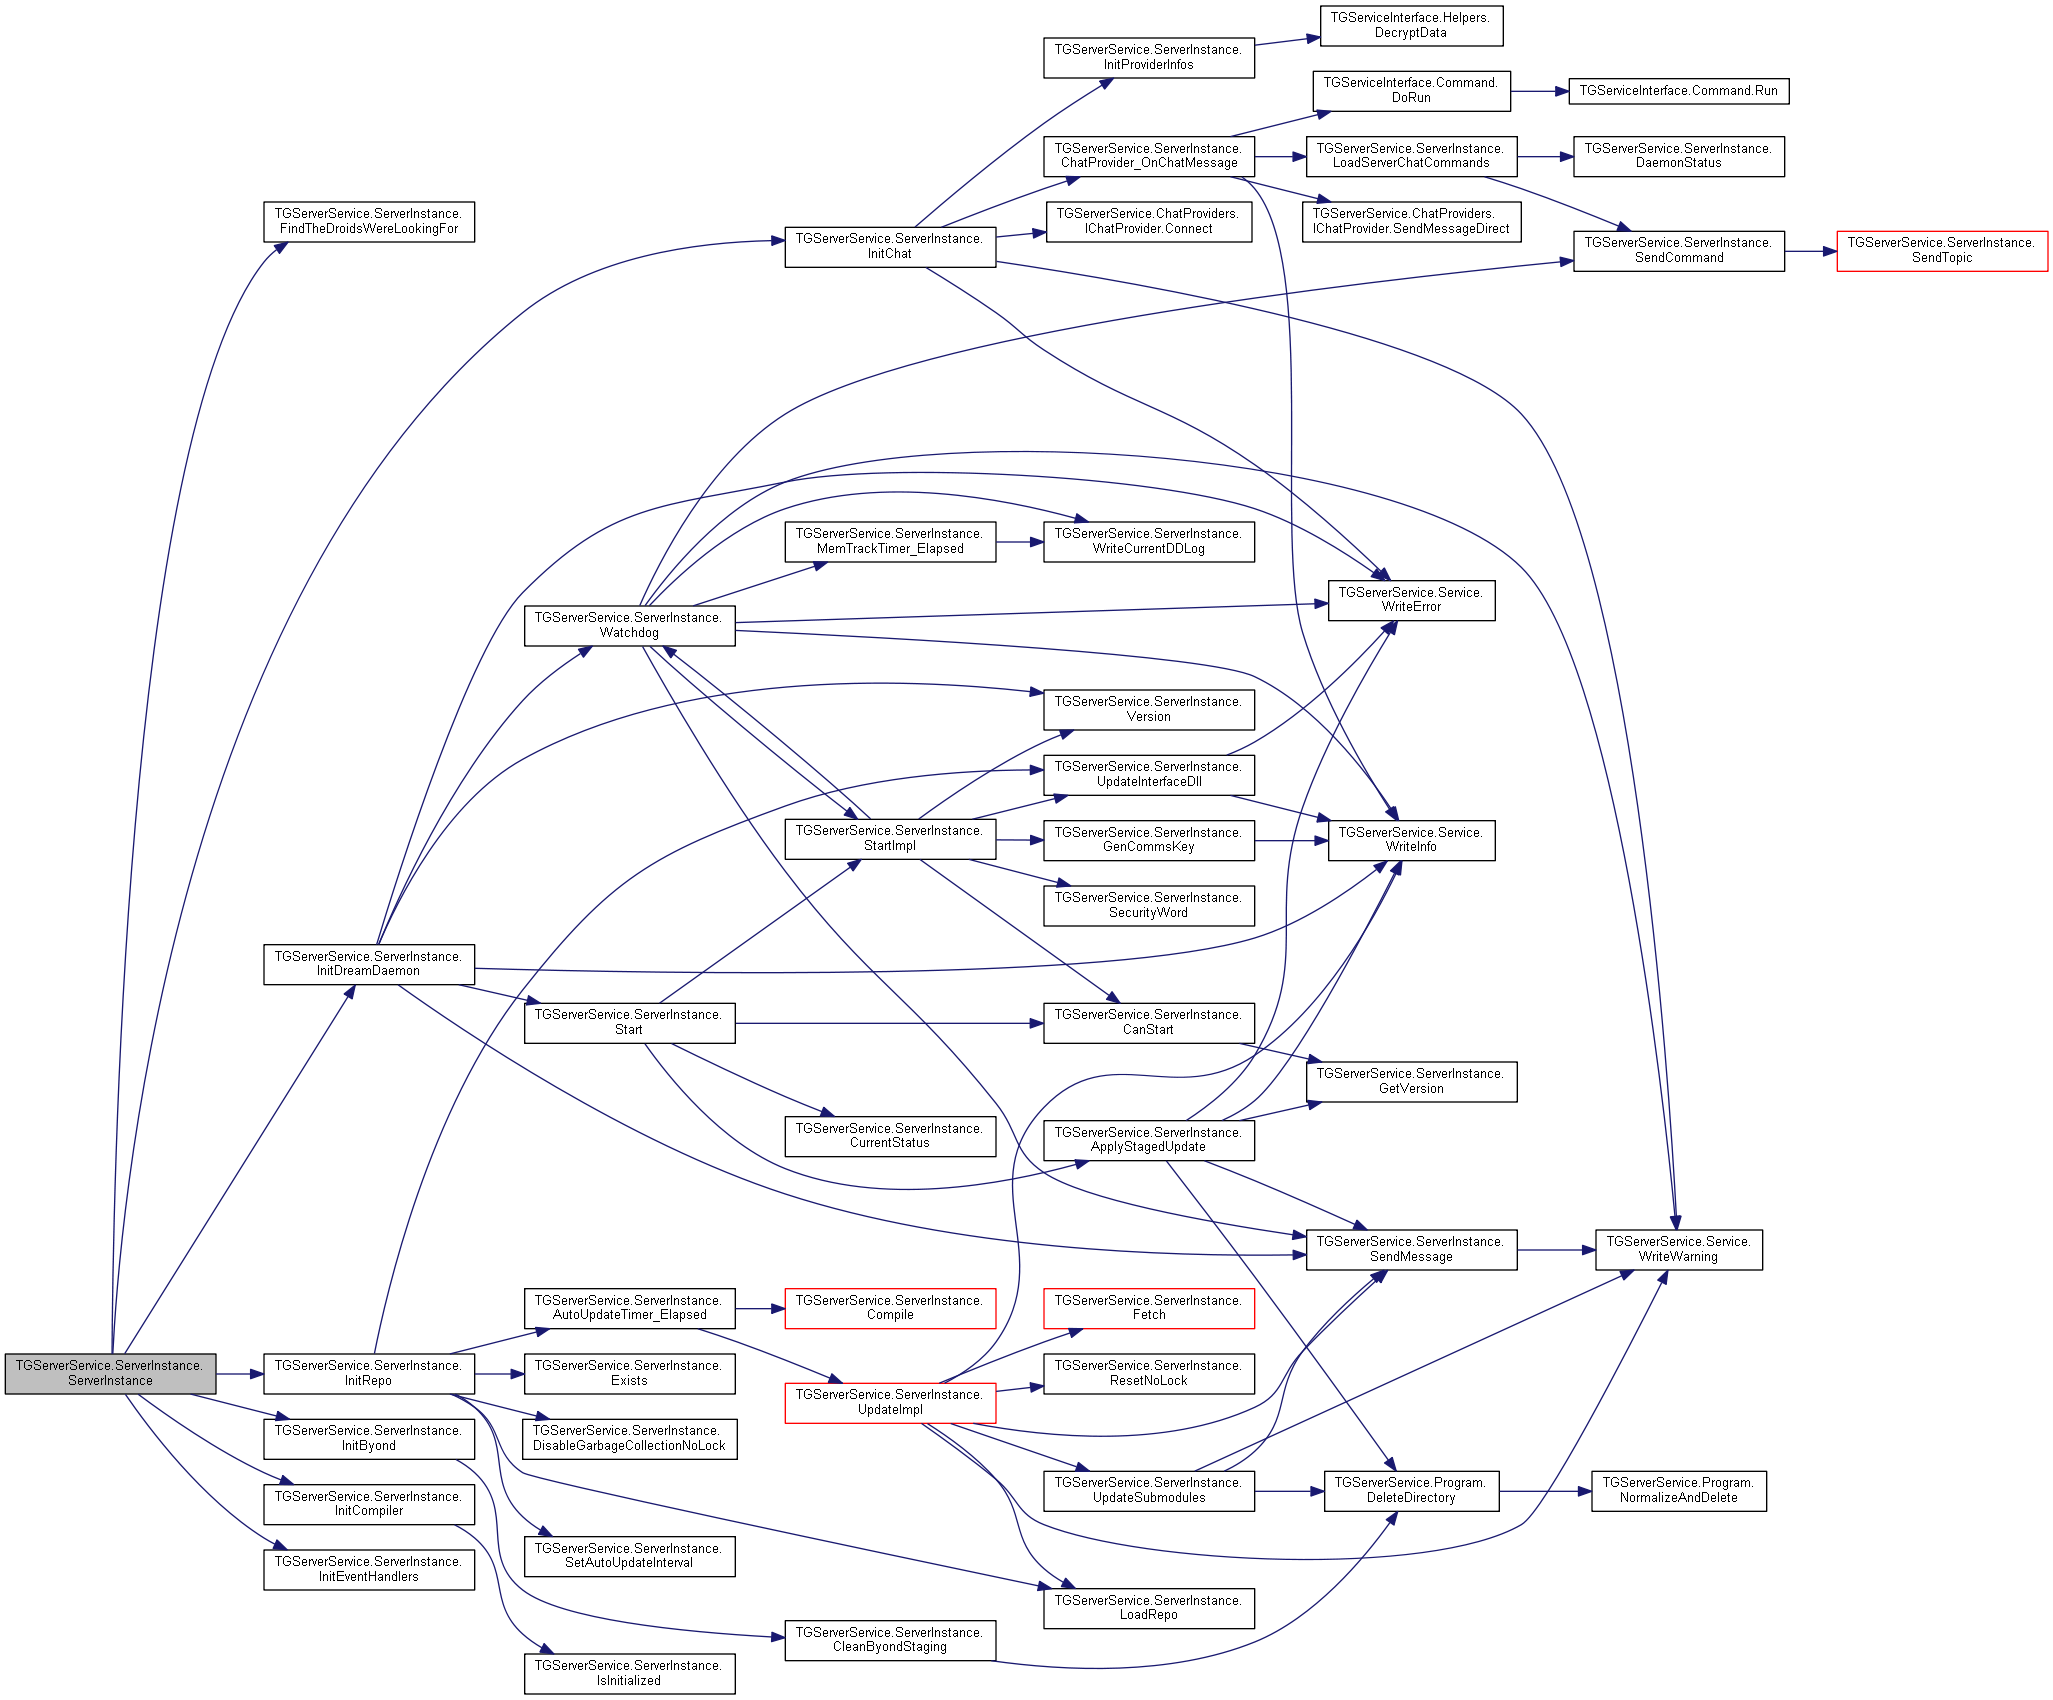 TGServiceInterface.Helpers.
DecryptData
TGServerService.ServerInstance.
InitProviderInfos
TGServiceInterface.Command.
DoRun
TGServiceInterface.Command.Run
TGServerService.ServerInstance.
ChatProvider_OnChatMessage
TGServerService.ServerInstance.
LoadServerChatCommands
TGServerService.ServerInstance.
DaemonStatus
TGServerService.ServerInstance.
FindTheDroidsWereLookingFor
TGServerService.ChatProviders.
IChatProvider.Connect
TGServerService.ChatProviders.
IChatProvider.SendMessageDirect
TGServerService.ServerInstance.
InitChat
TGServerService.ServerInstance.
SendCommand
TGServerService.ServerInstance.
SendTopic
TGServerService.ServerInstance.
MemTrackTimer_Elapsed
TGServerService.ServerInstance.
WriteCurrentDDLog
TGServerService.Service.
WriteError
TGServerService.ServerInstance.
Watchdog
TGServerService.ServerInstance.
Version
TGServerService.ServerInstance.
UpdateInterfaceDll
TGServerService.ServerInstance.
StartImpl
TGServerService.ServerInstance.
GenCommsKey
TGServerService.Service.
WriteInfo
TGServerService.ServerInstance.
SecurityWord
TGServerService.ServerInstance.
InitDreamDaemon
TGServerService.ServerInstance.
Start
TGServerService.ServerInstance.
CanStart
TGServerService.ServerInstance.
GetVersion
TGServerService.ServerInstance.
CurrentStatus
TGServerService.ServerInstance.
ApplyStagedUpdate
TGServerService.ServerInstance.
SendMessage
TGServerService.Service.
WriteWarning
TGServerService.ServerInstance.
AutoUpdateTimer_Elapsed
TGServerService.ServerInstance.
Compile
TGServerService.ServerInstance.
Fetch
TGServerService.ServerInstance.
ServerInstance
TGServerService.ServerInstance.
InitRepo
TGServerService.ServerInstance.
Exists
TGServerService.ServerInstance.
ResetNoLock
TGServerService.ServerInstance.
UpdateImpl
TGServerService.ServerInstance.
InitByond
TGServerService.ServerInstance.
DisableGarbageCollectionNoLock
TGServerService.ServerInstance.
UpdateSubmodules
TGServerService.Program.
DeleteDirectory
TGServerService.Program.
NormalizeAndDelete
TGServerService.ServerInstance.
InitCompiler
TGServerService.ServerInstance.
SetAutoUpdateInterval
TGServerService.ServerInstance.
InitEventHandlers
TGServerService.ServerInstance.
LoadRepo
TGServerService.ServerInstance.
CleanByondStaging
TGServerService.ServerInstance.
IsInitialized